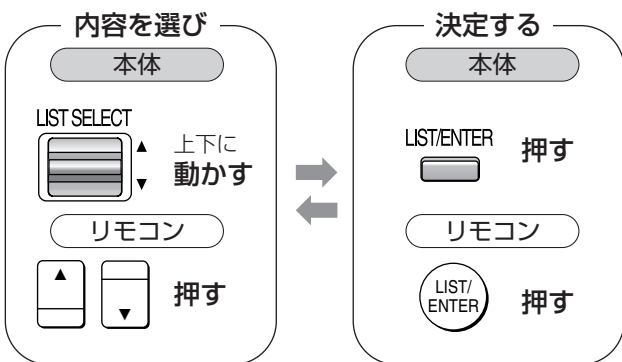 内容を選び
本体
LIST SELECT
▲
▼
上下に
動かす
リモコン
▲
▼
押す
決定する
本体
LIST/ENTER
押す
リモコン
LIST/
ENTER
押す